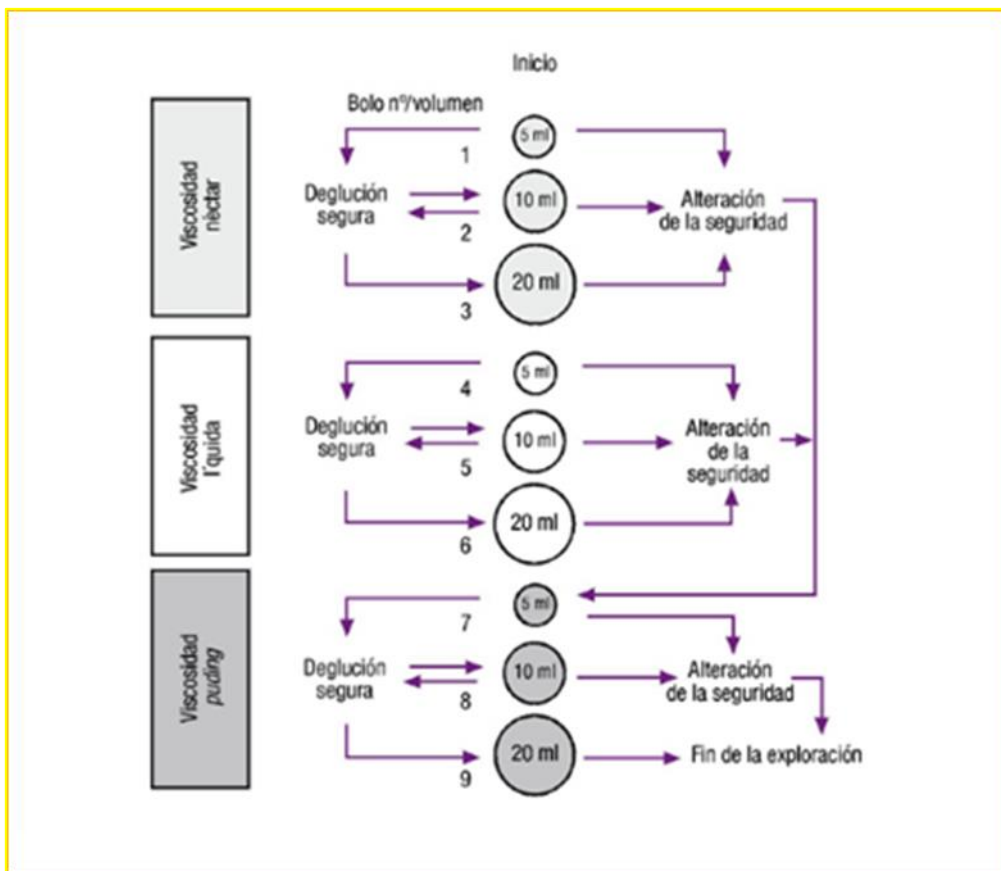 Inicio
Bolo nº/volumen
Viscosidad
nèctar
5 ml
1
Deglución
segura
10 ml
2
Alteración
de la seguridad
20 ml
3
Viscosidad
l´quida
5 ml
4
Deglución
segura
10 ml
5
Alteración
de la
seguridad
20 ml
6
Viscosidad
puding
5 ml
7
Deglución
segura
10 ml
8
Alteración
de la seguridad
20 ml
9
Fin de la exploración